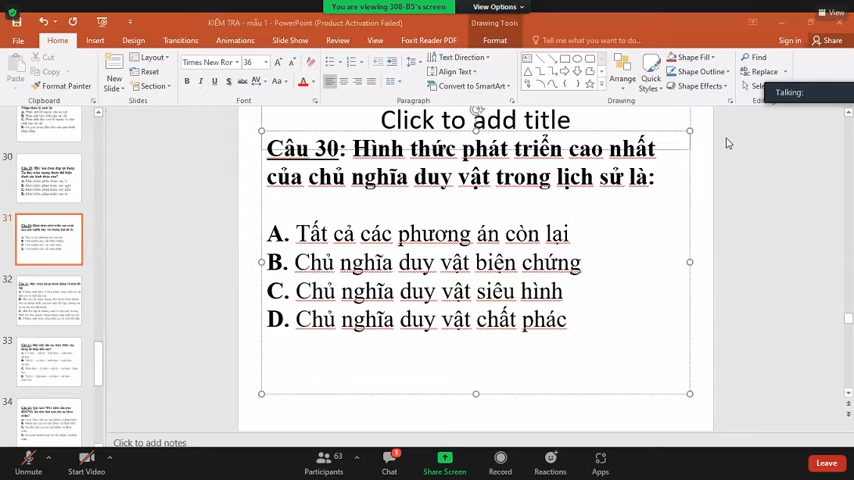 You are viewing 308-B5's screen
View Options
View
KIỂM TRA - mẫu 1 - PowerPoint (Product Activation Failed)
Drawing Tools
File
Home
Insert
Design
Transitions
Animations
Slide Show
Review
View
Foxit Reader PDF
Format
Tell me what you want to do...
Sign in
Share
Paste
Cut
Copy
Format Painter
Clipboard
New Slide
Layout
Reset
Section
Slides
Times New Ror
36
Font
Paragraph
Text Direction
Align Text
Convert to SmartArt
Arrange
Quick Styles
Shape Fill
Shape Outline
Shape Effects
Drawing
Find
Replace
Talking:
30
31
32
33
34
Click to add title
Câu 30: Hình thức phát triển cao nhất
của chủ nghĩa duy vật trong lịch sử là:
A. Tất cả các phương án còn lại
B. Chủ nghĩa duy vật biện chứng
C. Chủ nghĩa duy vật siêu hình
D. Chủ nghĩa duy vật chất phác
Click to add notes
Unmute
Start Video
63
Participants
1
Chat
Share Screen
Record
Reactions
Apps
Leave